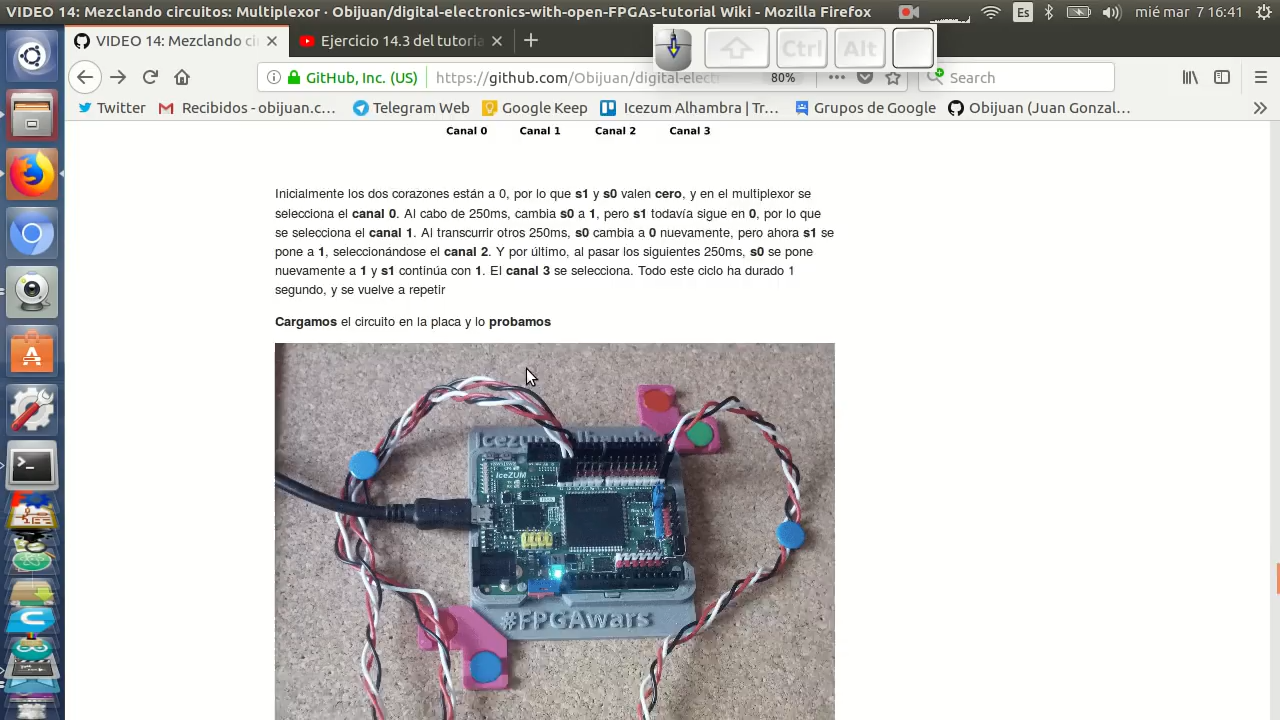 VIDEO 14: Mezclando circuitos: Multiplexor · Obijuan/digital-electronics-with-open-FPGAs-tutorial Wiki - Mozilla Firefox
Es
mié mar 7 16:41
VIDEO 14: Mezclando ci
Ejercicio 14.3 del tutoria
Ctrl
Alt
GitHub, Inc. (US)
https://github.com/Obijuan/digital-elect
80%
Search
Twitter
Recibidos - obijuan.c…
Telegram Web
Google Keep
Icezum Alhambra | Tr…
Grupos de Google
Obijuan (Juan Gonzal…
Canal 0 Canal 1 Canal 2 Canal 3
Inicialmente los dos corazones están a 0, por lo que s1 y s0 valen cero, y en el multiplexor se
selecciona el canal 0. Al cabo de 250ms, cambia s0 a 1, pero s1 todavía sigue en 0, por lo que
se selecciona el canal 1. Al transcurrir otros 250ms, s0 cambia a 0 nuevamente, pero ahora s1 se
pone a 1, seleccionándose el canal 2. Y por último, al pasar los siguientes 250ms, s0 se pone
nuevamente a 1 y s1 continúa con 1. El canal 3 se selecciona. Todo este ciclo ha durado 1
segundo, y se vuelve a repetir
Cargamos el circuito en la placa y lo probamos
IceZUM
#FPGAwars